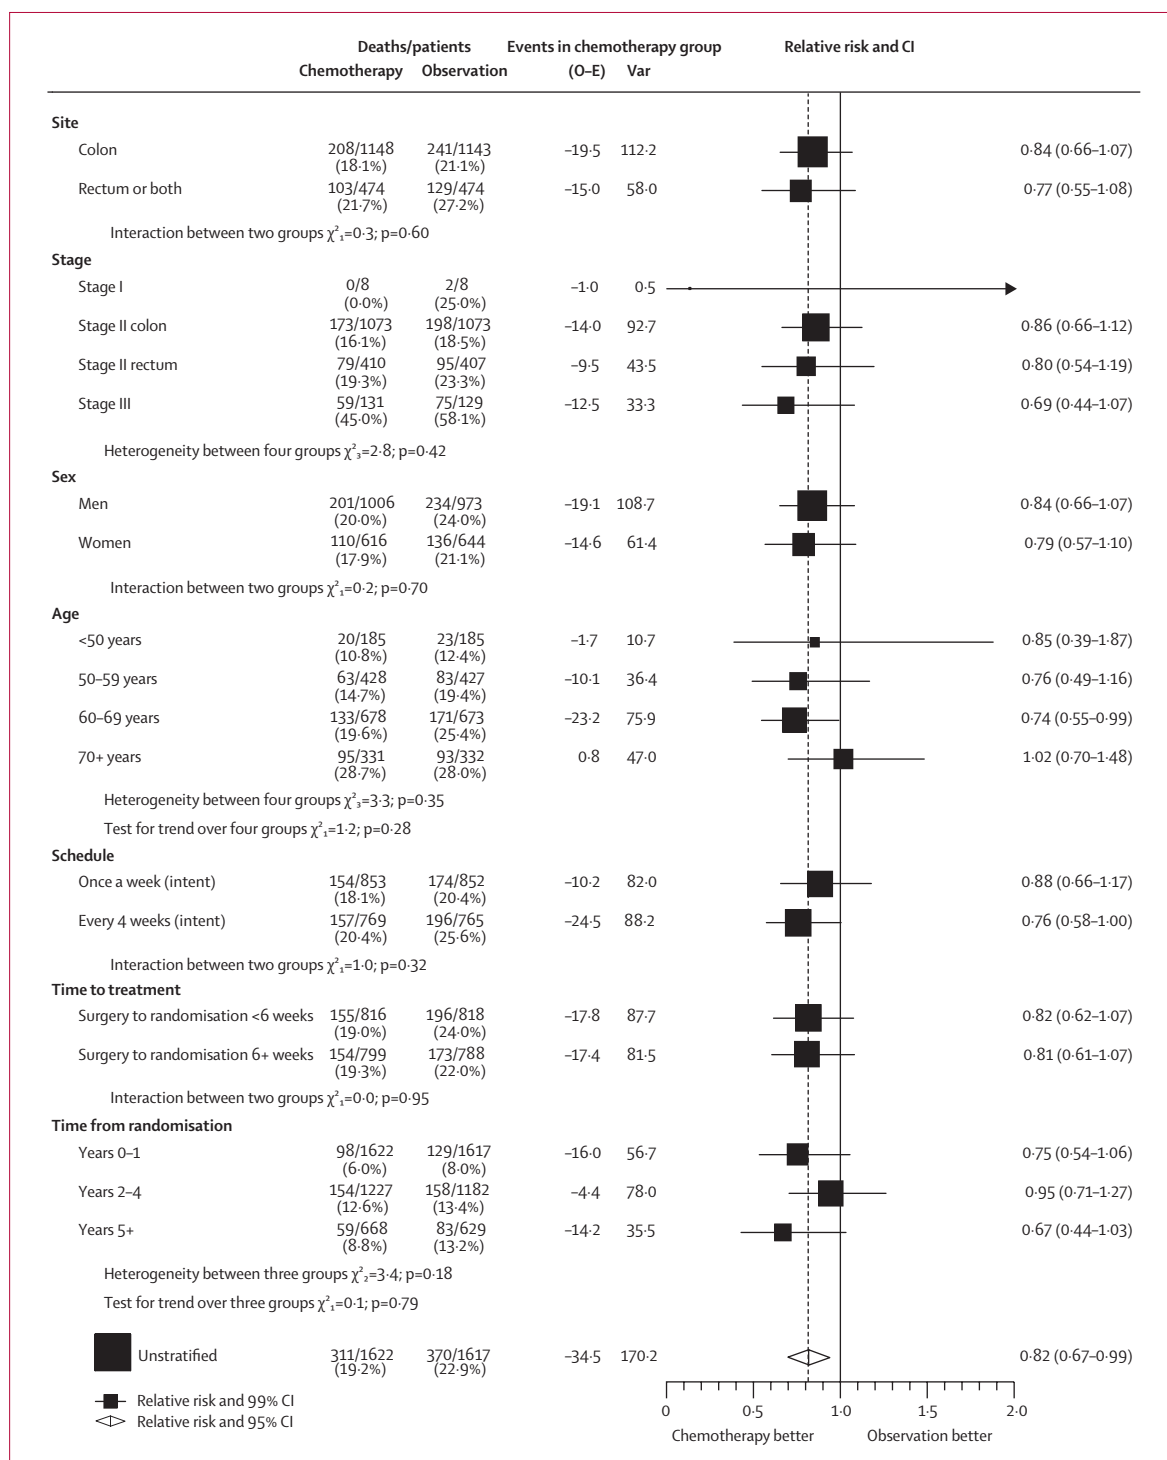 Deaths/patients Events in chemotherapy group Relative risk and CI
Chemotherapy Observation (O–E) Var
Site
Colon 208/1148 241/1143 –19·5 112·2 0·84 (0·66–1·07)
(18·1%) (21·1%)
Rectum or both 103/474 129/474 –15·0 58·0 0·77 (0·55–1·08)
(21·7%) (27·2%)
Interaction between two groups χ²₁=0·3; p=0·60
Stage
Stage I 0/8 2/8 –1·0 0·5
(0·0%) (25·0%)
Stage II colon 173/1073 198/1073 –14·0 92·7 0·86 (0·66–1·12)
(16·1%) (18·5%)
Stage II rectum 79/410 95/407 –9·5 43·5 0·80 (0·54–1·19)
(19·3%) (23·3%)
Stage III 59/131 75/129 –12·5 33·3 0·69 (0·44–1·07)
(45·0%) (58·1%)
Heterogeneity between four groups χ²₃=2·8; p=0·42
Sex
Men 201/1006 234/973 –19·1 108·7 0·84 (0·66–1·07)
(20·0%) (24·0%)
Women 110/616 136/644 –14·6 61·4 0·79 (0·57–1·10)
(17·9%) (21·1%)
Interaction between two groups χ²₁=0·2; p=0·70
Age
<50 years 20/185 23/185 –1·7 10·7 0·85 (0·39–1·87)
(10·8%) (12·4%)
50–59 years 63/428 83/427 –10·1 36·4 0·76 (0·49–1·16)
(14·7%) (19·4%)
60–69 years 133/678 171/673 –23·2 75·9 0·74 (0·55–0·99)
(19·6%) (25·4%)
70+ years 95/331 93/332 0·8 47·0 1·02 (0·70–1·48)
(28·7%) (28·0%)
Heterogeneity between four groups χ²₃=3·3; p=0·35
Test for trend over four groups χ²₁=1·2; p=0·28
Schedule
Once a week (intent) 154/853 174/852 –10·2 82·0 0·88 (0·66–1·17)
(18·1%) (20·4%)
Every 4 weeks (intent) 157/769 196/765 –24·5 88·2 0·76 (0·58–1·00)
(20·4%) (25·6%)
Interaction between two groups χ²₁=1·0; p=0·32
Time to treatment
Surgery to randomisation <6 weeks 155/816 196/818 –17·8 87·7 0·82 (0·62–1·07)
(19·0%) (24·0%)
Surgery to randomisation 6+ weeks 154/799 173/788 –17·4 81·5 0·81 (0·61–1·07)
(19·3%) (22·0%)
Interaction between two groups χ²₁=0·0; p=0·95
Time from randomisation
Years 0–1 98/1622 129/1617 –16·0 56·7 0·75 (0·54–1·06)
(6·0%) (8·0%)
Years 2–4 154/1227 158/1182 –4·4 78·0 0·95 (0·71–1·27)
(12·6%) (13·4%)
Years 5+ 59/668 83/629 –14·2 35·5 0·67 (0·44–1·03)
(8·8%) (13·2%)
Heterogeneity between three groups χ²₂=3·4; p=0·18
Test for trend over three groups χ²₁=0·1; p=0·79
Unstratified 311/1622 370/1617 –34·5 170·2 0·82 (0·67–0·99)
(19·2%) (22·9%)
Relative risk and 99% CI
Relative risk and 95% CI
0 0·5 1·0 1·5 2·0
Chemotherapy better Observation better